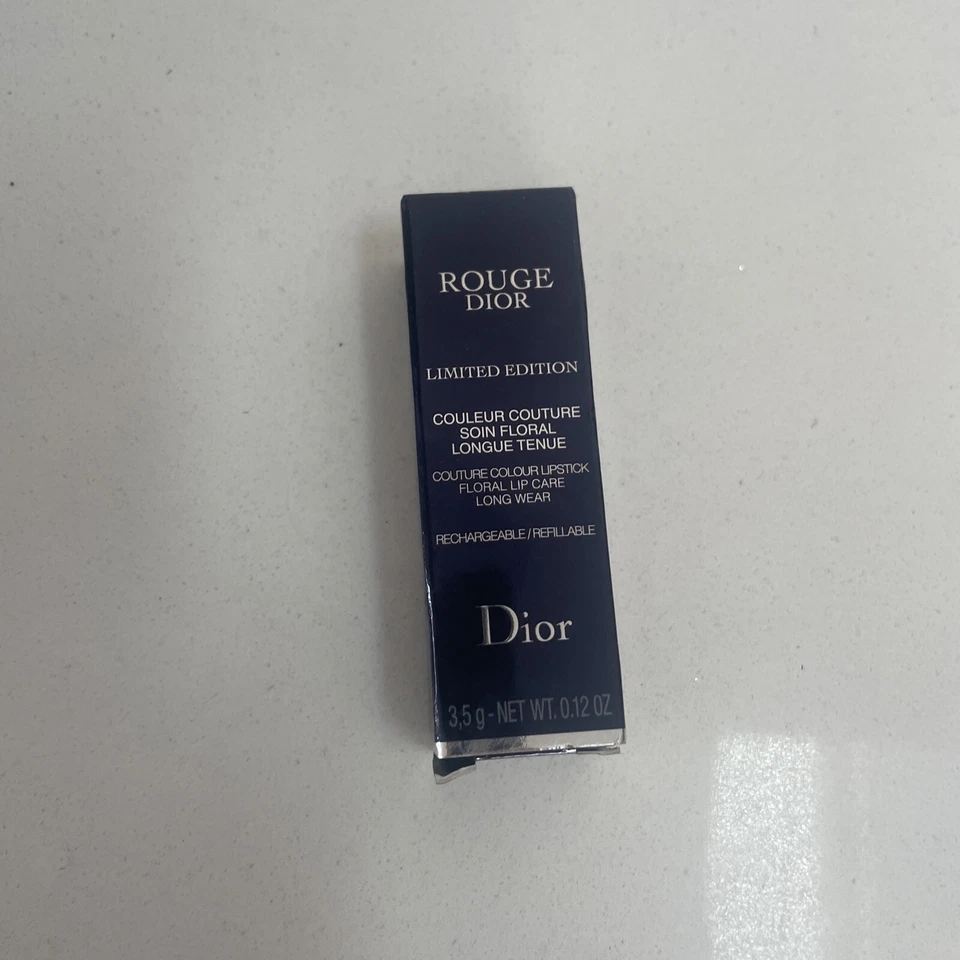 ROUGE
DIOR
LIMITED EDITION
COULEUR COUTURE
SOIN FLORAL
LONGUE TENUE
COUTURE COLOUR LIPSTICK
FLORAL LIP CARE
LONG WEAR
RECHARGEABLE / REFILLABLE
Dior
3,5 g - NET WT. 0.12 OZ